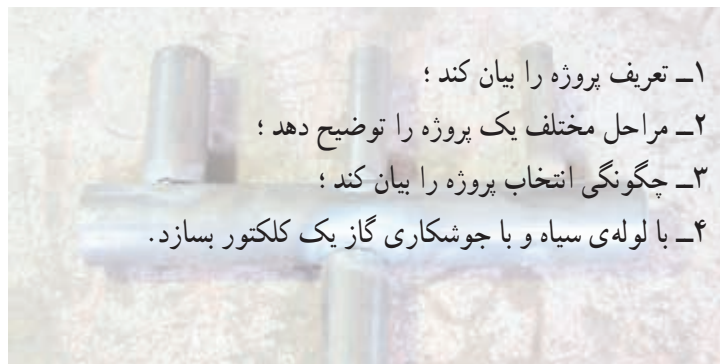 ۱ــ تعریف پروژه را بیان کند ؛
۲ــ مراحل مختلف یک پروژه را توضیح دهد ؛
۳ــ چگونگی انتخاب پروژه را بیان کند ؛
۴ــ با لوله‌ی سیاه و با جوشکاری گاز یک کلکتور بسازد.